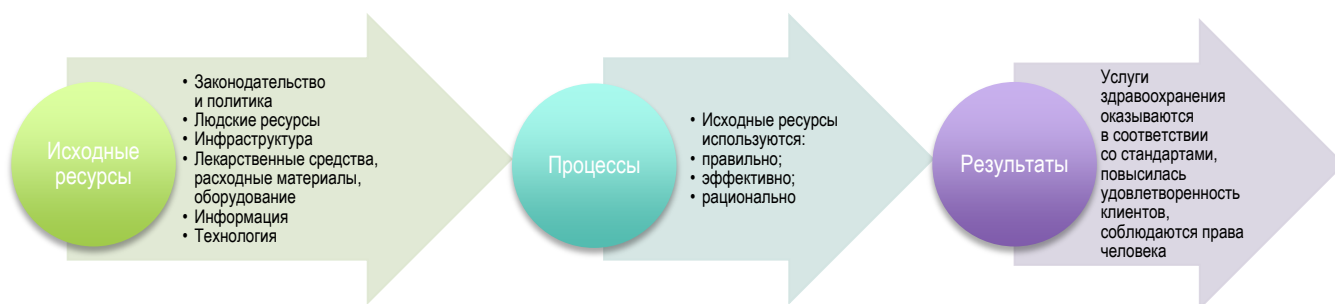 Исходные
ресурсы
• Законодательство
и политика
• Людские ресурсы
• Инфраструктура
• Лекарственные средства,
расходные материалы,
оборудование
• Информация
• Технология
Процессы
• Исходные ресурсы
используются:
• правильно;
• эффективно;
• рационально
Результаты
Услуги
здравоохранения
оказываются
в соответствии
со стандартами,
повысилась
удовлетворенность
клиентов,
соблюдаются права
человека